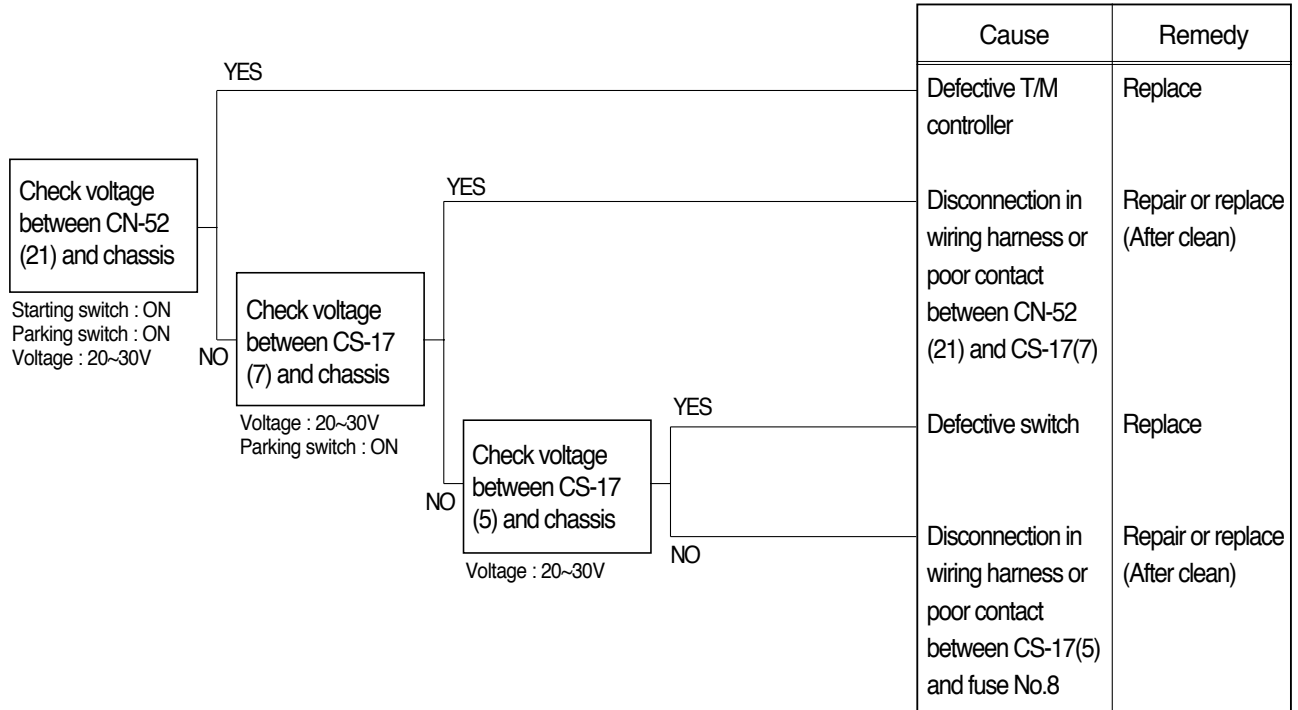 Cause
Remedy
YES
Defective T/M
controller
Replace
Check voltage
between CN-52
(21) and chassis
Starting switch : ON
Parking switch : ON
Voltage : 20~30V
NO
YES
Disconnection in
wiring harness or
poor contact
between CN-52
(21) and CS-17(7)
Repair or replace
(After clean)
Check voltage
between CS-17
(7) and chassis
Voltage : 20~30V
Parking switch : ON
NO
YES
Defective switch
Replace
Check voltage
between CS-17
(5) and chassis
Voltage : 20~30V
NO
Disconnection in
wiring harness or
poor contact
between CS-17(5)
and fuse No.8
Repair or replace
(After clean)